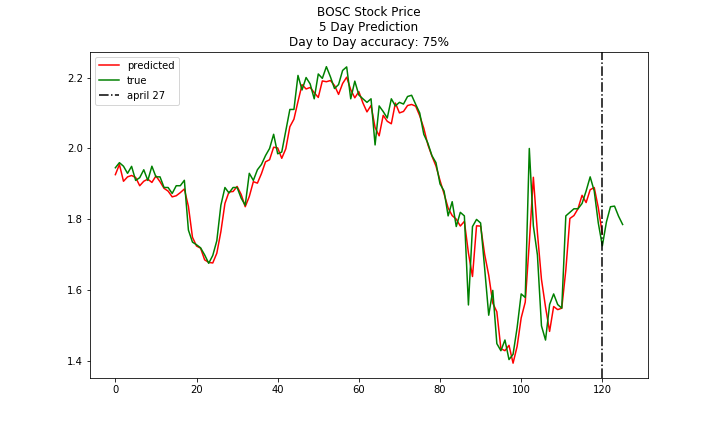 BOSC Stock Price
5 Day Prediction
Day to Day accuracy: 75%
predicted
true
april 27
2.2
2.0
1.8
1.6
1.4
0 20 40 60 80 100 120